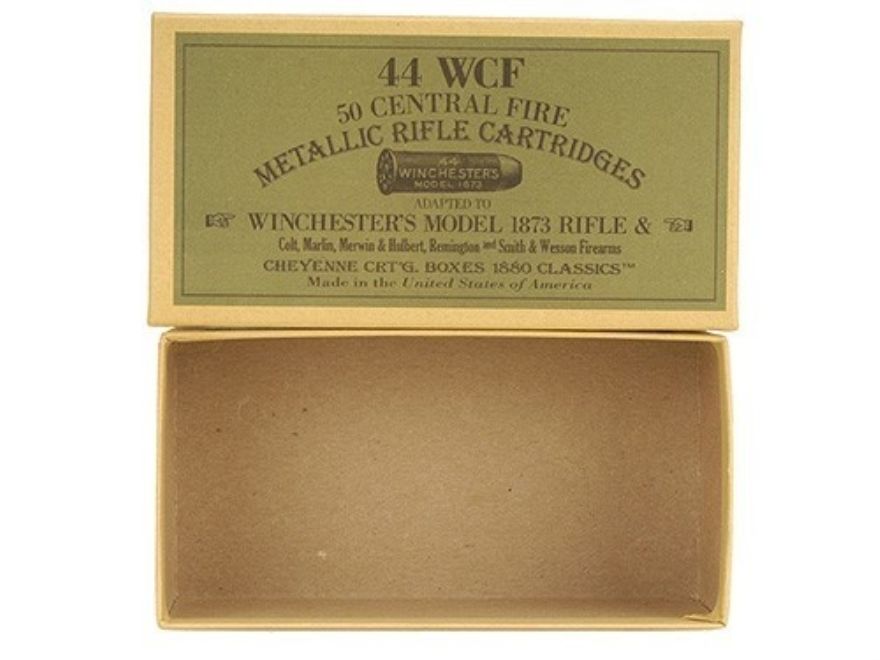 44 WCF
50 CENTRAL FIRE
METALLIC RIFLE CARTRIDGES
44
WINCHESTER'S
MODEL 1873
ADAPTED TO
WINCHESTER'S MODEL 1873 RIFLE &
Colt, Marlin, Merwin & Hulbert, Remington and Smith & Wesson Firearms
CHEYENNE CRT'G. BOXES 1880 CLASSICS™
Made in the United States of America